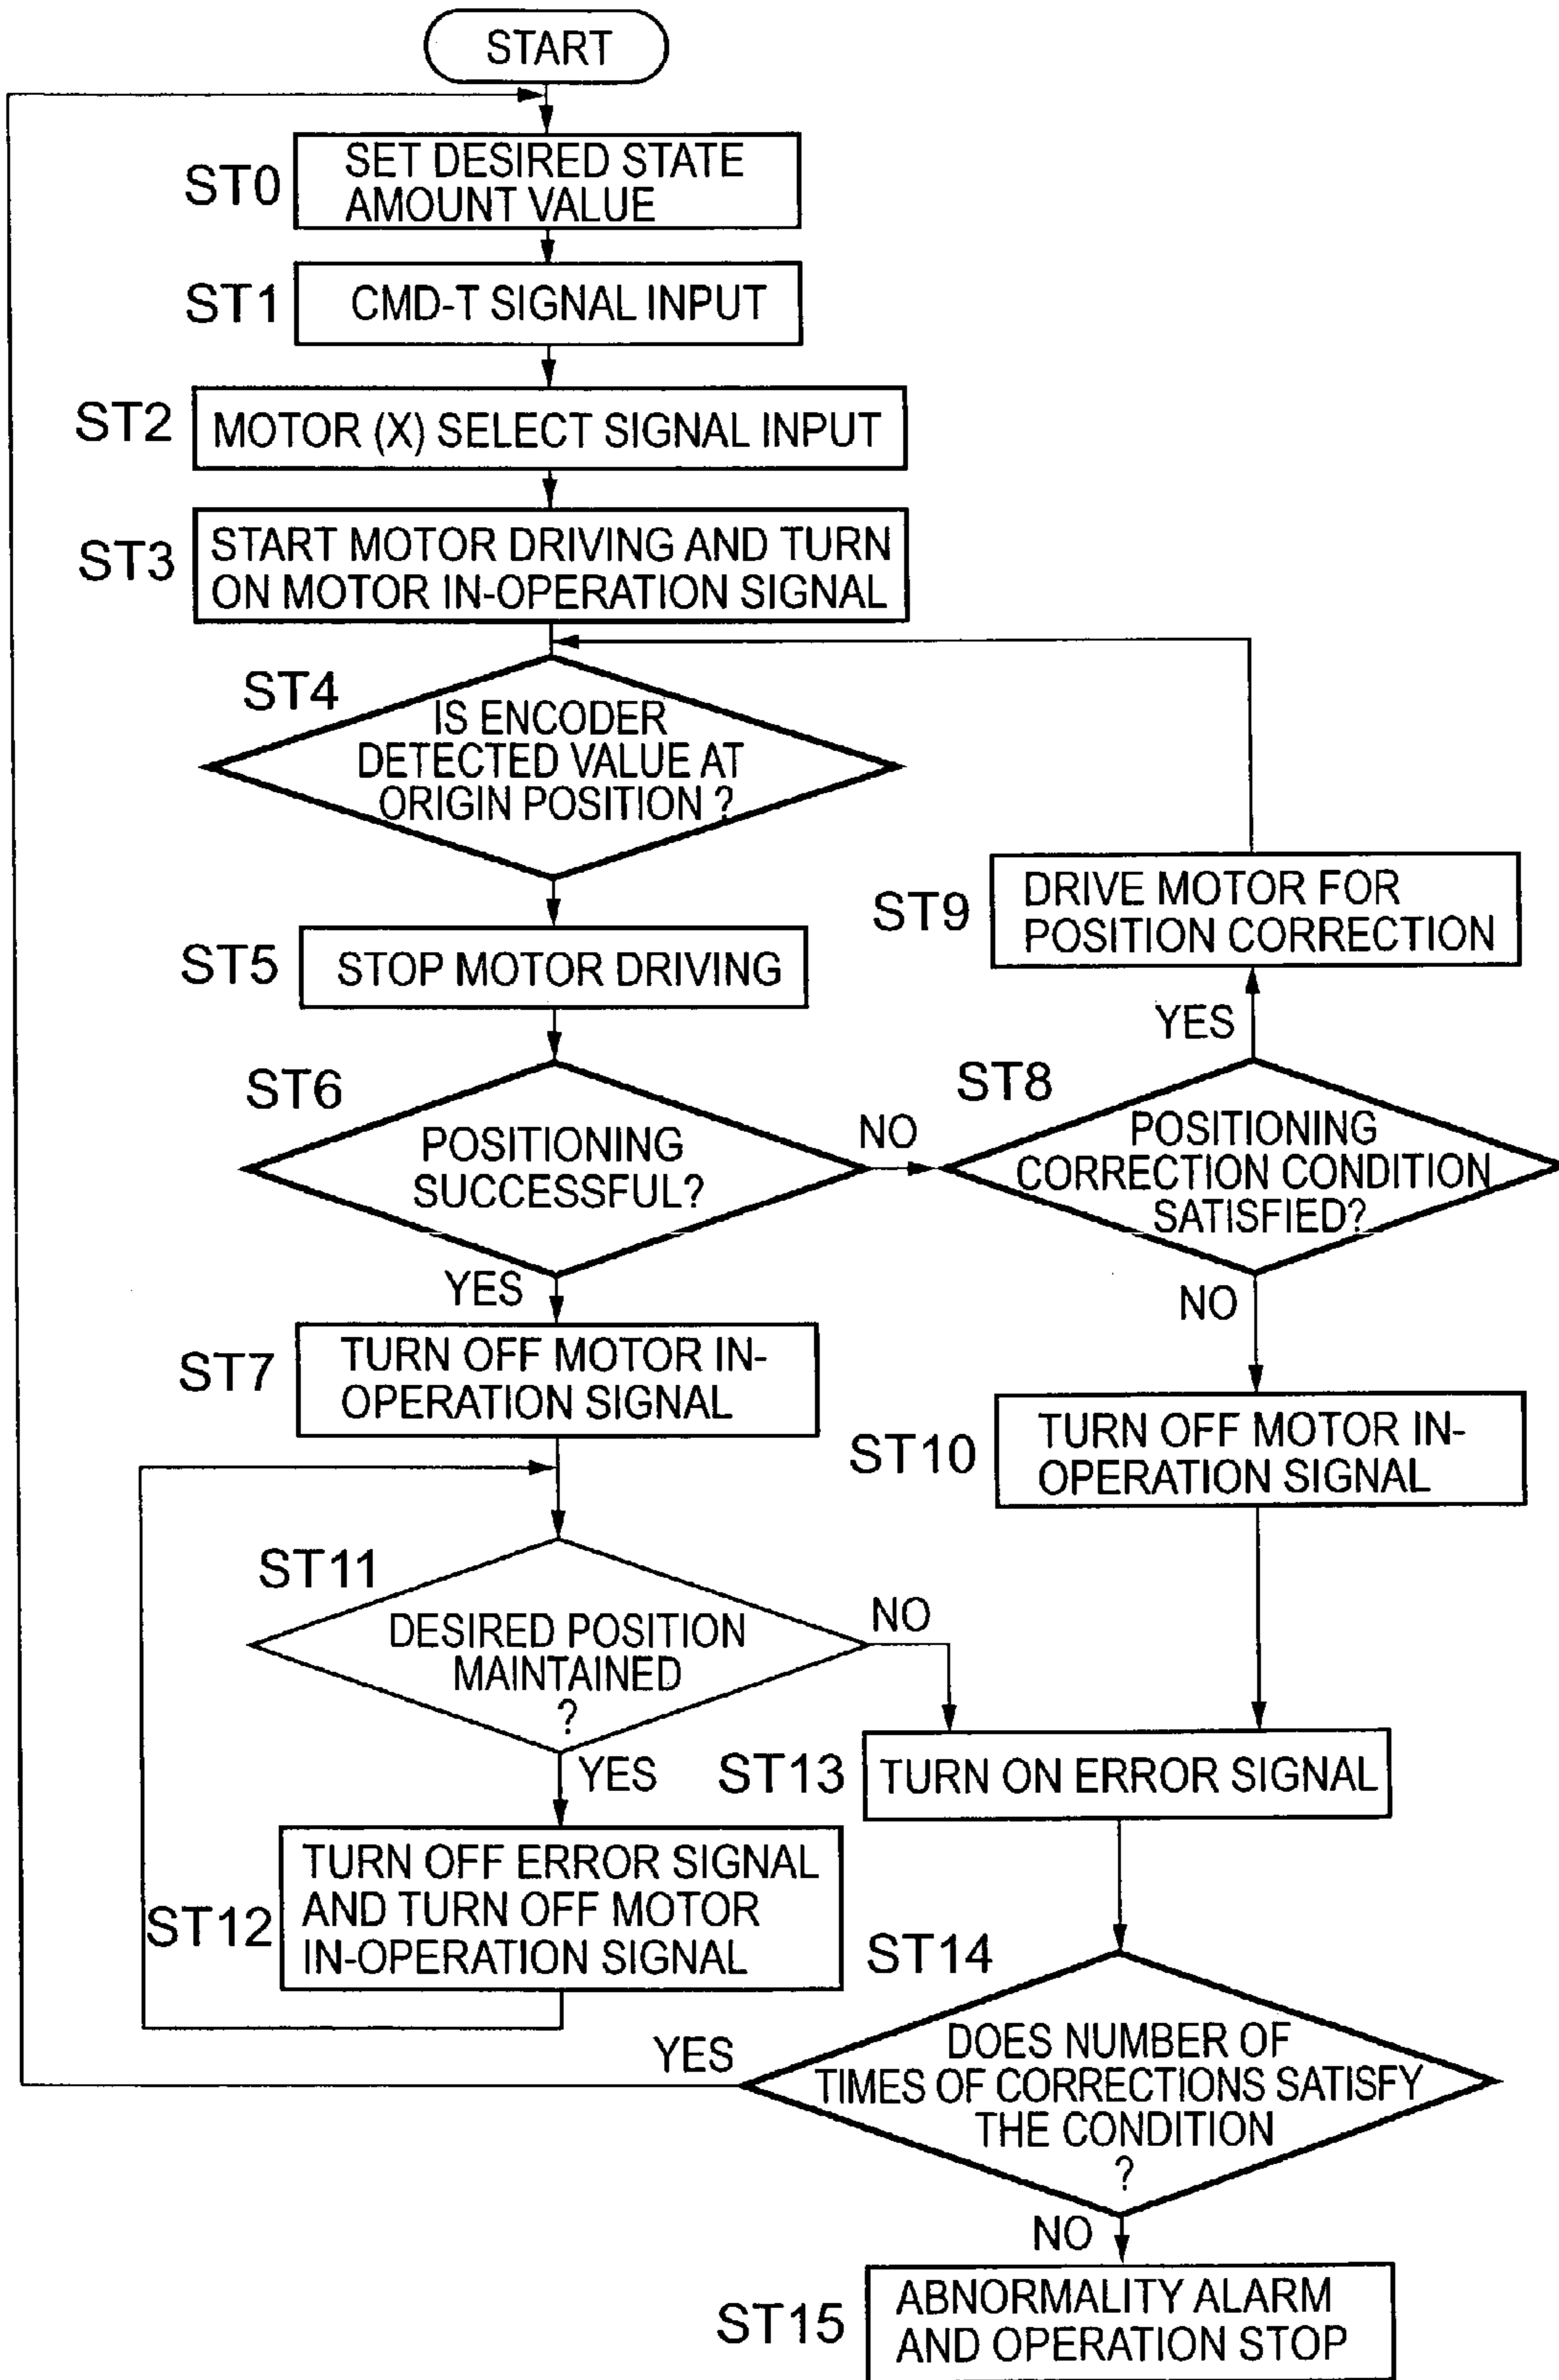 START
ST0
SET DESIRED STATE
AMOUNT VALUE
ST1
CMD-T SIGNAL INPUT
ST2
MOTOR (X) SELECT SIGNAL INPUT
ST3
START MOTOR DRIVING AND TURN
ON MOTOR IN-OPERATION SIGNAL
ST4
IS ENCODER
DETECTED VALUE AT
ORIGIN POSITION ?
ST9
DRIVE MOTOR FOR
POSITION CORRECTION
ST5
STOP MOTOR DRIVING
YES
ST6
POSITIONING
SUCCESSFUL?
NO
ST8
POSITIONING
CORRECTION CONDITION
SATISFIED?
YES
NO
ST7
TURN OFF MOTOR IN-
OPERATION SIGNAL
ST10
TURN OFF MOTOR IN-
OPERATION SIGNAL
ST11
DESIRED POSITION
MAINTAINED
?
NO
YES
ST13
TURN ON ERROR SIGNAL
ST12
TURN OFF ERROR SIGNAL
AND TURN OFF MOTOR
IN-OPERATION SIGNAL
ST14
DOES NUMBER OF
TIMES OF CORRECTIONS SATISFY
THE CONDITION
?
YES
NO
ST15
ABNORMALITY ALARM
AND OPERATION STOP